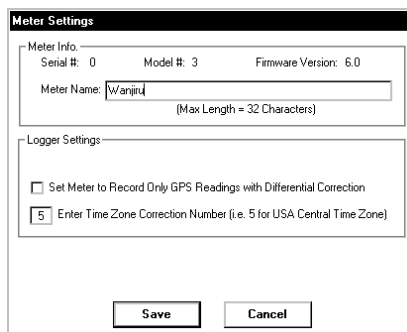 Meter Settings
Meter Info.
Serial #: 0 Model #: 3 Firmware Version: 6.0
Meter Name: Wanjiru
(Max Length = 32 Characters)
Logger Settings
Set Meter to Record Only GPS Readings with Differential Correction
5 Enter Time Zone Correction Number (i.e. 5 for USA Central Time Zone)
Save Cancel